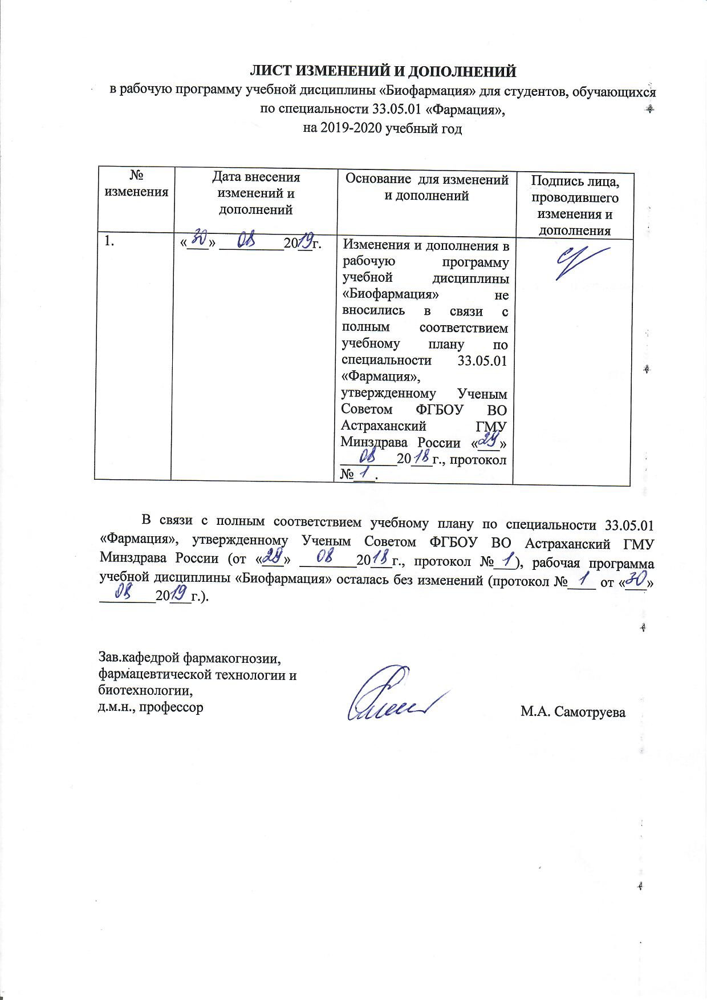 ЛИСТ ИЗМЕНЕНИЙ И ДОПОЛНЕНИЙ
в рабочую программу учебной дисциплины «Биофармация» для студентов, обучающихся
по специальности 33.05.01 «Фармация»,
на 2019-2020 учебный год
№
изменения
Дата внесения
изменений и
дополнений
Основание для изменений
и дополнений
Подпись лица,
проводившего
изменения и
дополнения
1.
«30» 08 2019г.
Изменения и дополнения в
рабочую программу
учебной дисциплины
«Биофармация» не
вносились в связи с
полным соответствием
учебному плану по
специальности 33.05.01
«Фармация»,
утвержденному Ученым
Советом ФГБОУ ВО
Астраханский ГМУ
Минздрава России «29»
08 2018г., протокол
№ 1.
В связи с полным соответствием учебному плану по специальности 33.05.01
«Фармация», утвержденному Ученым Советом ФГБОУ ВО Астраханский ГМУ
Минздрава России (от «29» 08 2018г., протокол № 1), рабочая программа
учебной дисциплины «Биофармация» осталась без изменений (протокол № 1 от «30»
08 2019г.).
Зав.кафедрой фармакогнозии,
фармацевтической технологии и
биотехнологии,
д.м.н., профессор
М.А. Самотруева